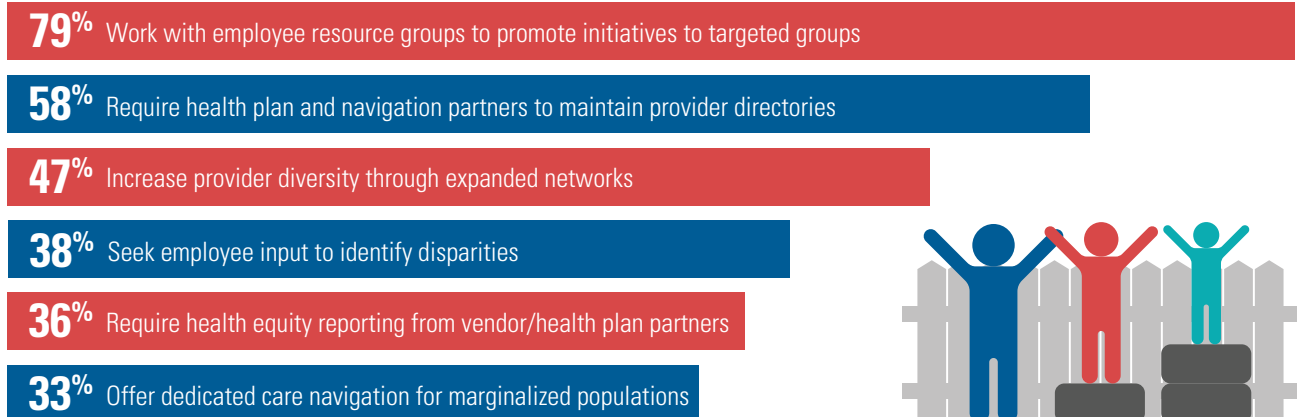 79% Work with employee resource groups to promote initiatives to targeted groups
58% Require health plan and navigation partners to maintain provider directories
47% Increase provider diversity through expanded networks
38% Seek employee input to identify disparities
36% Require health equity reporting from vendor/health plan partners
33% Offer dedicated care navigation for marginalized populations